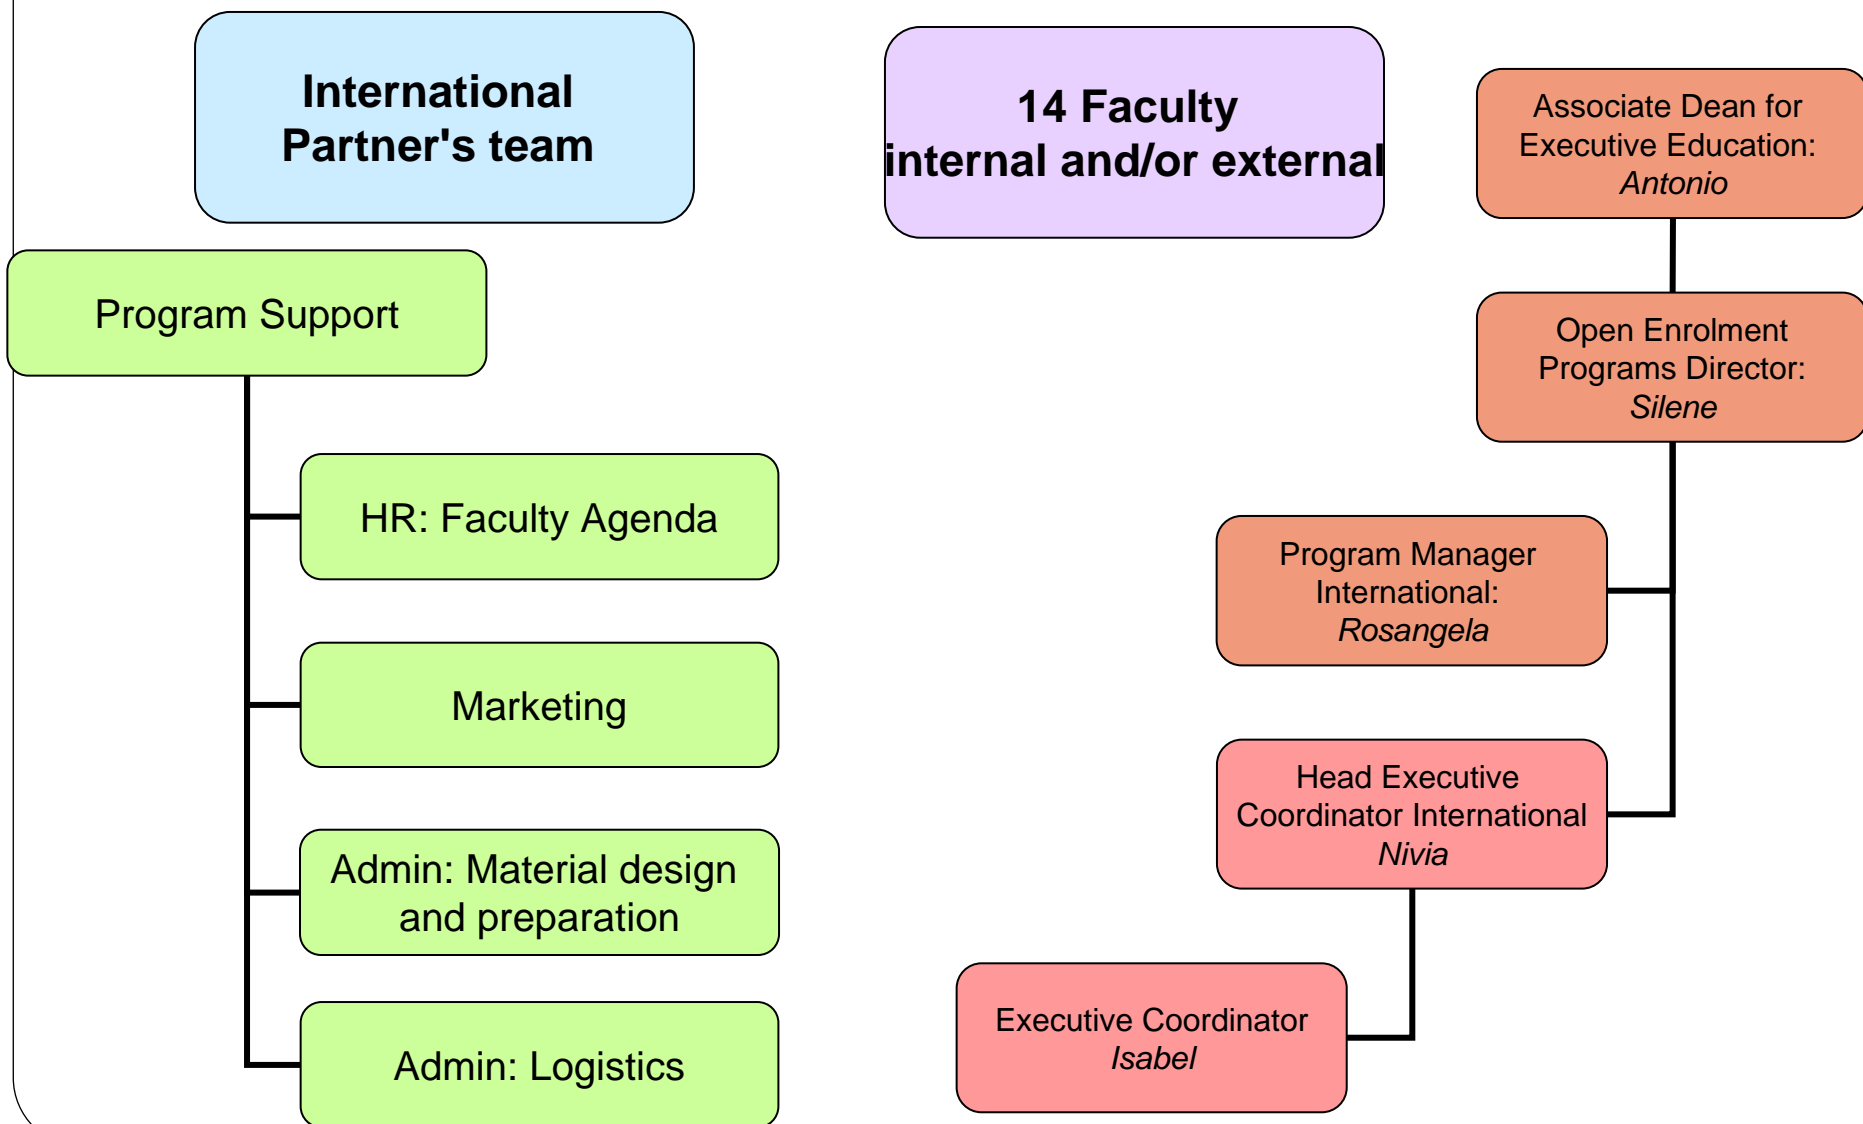 International
Partner's team
14 Faculty
internal and/or external
Associate Dean for
Executive Education:
Antonio
Program Support
Open Enrolment
Programs Director:
Silene
HR: Faculty Agenda
Program Manager
International:
Rosangela
Marketing
Head Executive
Coordinator International
Nivia
Admin: Material design
and preparation
Executive Coordinator
Isabel
Admin: Logistics